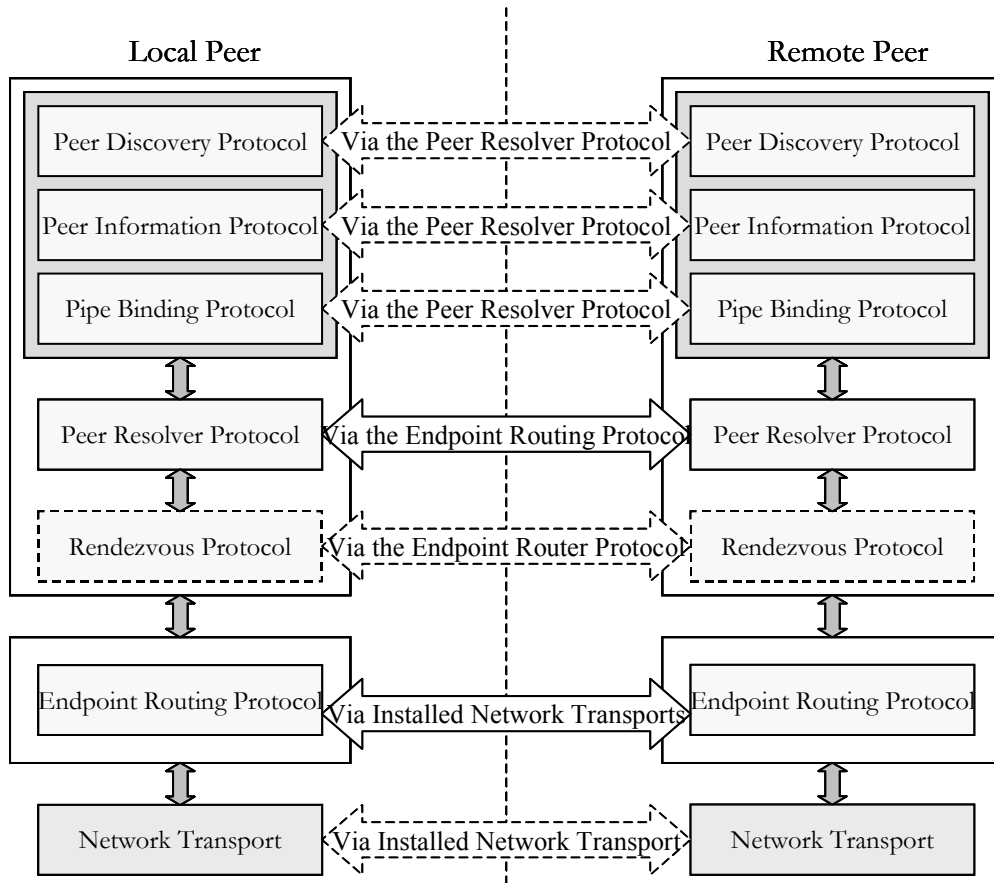 Local Peer
Remote Peer
Peer Discovery Protocol
Via the Peer Resolver Protocol
Peer Discovery Protocol
Peer Information Protocol
Via the Peer Resolver Protocol
Peer Information Protocol
Pipe Binding Protocol
Via the Peer Resolver Protocol
Pipe Binding Protocol
Peer Resolver Protocol
Via the Endpoint Routing Protocol
Peer Resolver Protocol
Rendezvous Protocol
Via the Endpoint Router Protocol
Rendezvous Protocol
Endpoint Routing Protocol
Via Installed Network Transports
Endpoint Routing Protocol
Network Transport
Via Installed Network Transport
Network Transport